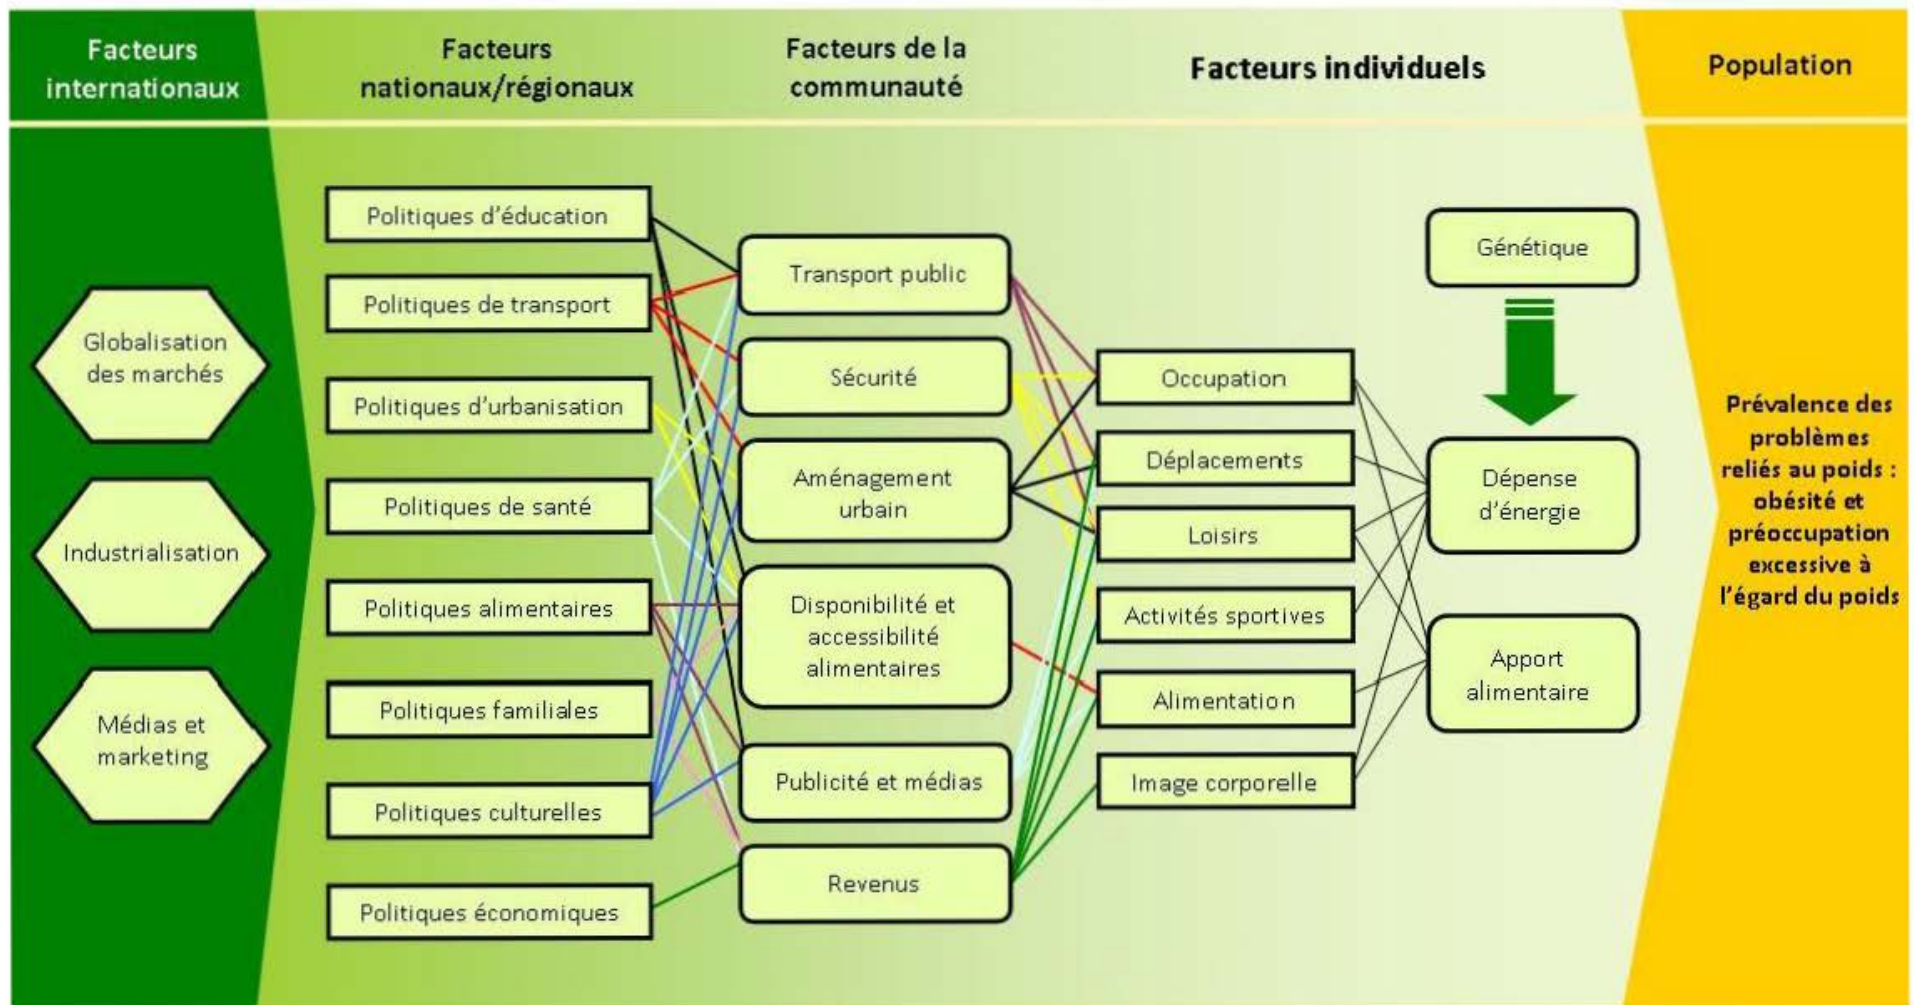 Facteurs
internationaux
Facteurs
nationaux/régionaux
Facteurs de la
communauté
Facteurs individuels
Population
Globalisation
des marchés
Industrialisation
Médias et
marketing
Politiques d'éducation
Politiques de transport
Politiques d'urbanisation
Politiques de santé
Politiques alimentaires
Politiques familiales
Politiques culturelles
Politiques économiques
Transport public
Sécurité
Aménagement
urbain
Disponibilité et
accessibilité
alimentaires
Publicité et médias
Revenus
Occupation
Déplacements
Loisirs
Activités sportives
Alimentation
Image corporelle
Génétique
Dépense
d'énergie
Apport
alimentaire
Prévalence des
problèmes
reliés au poids :
obésité et
préoccupation
excessive à
l'égard du poids